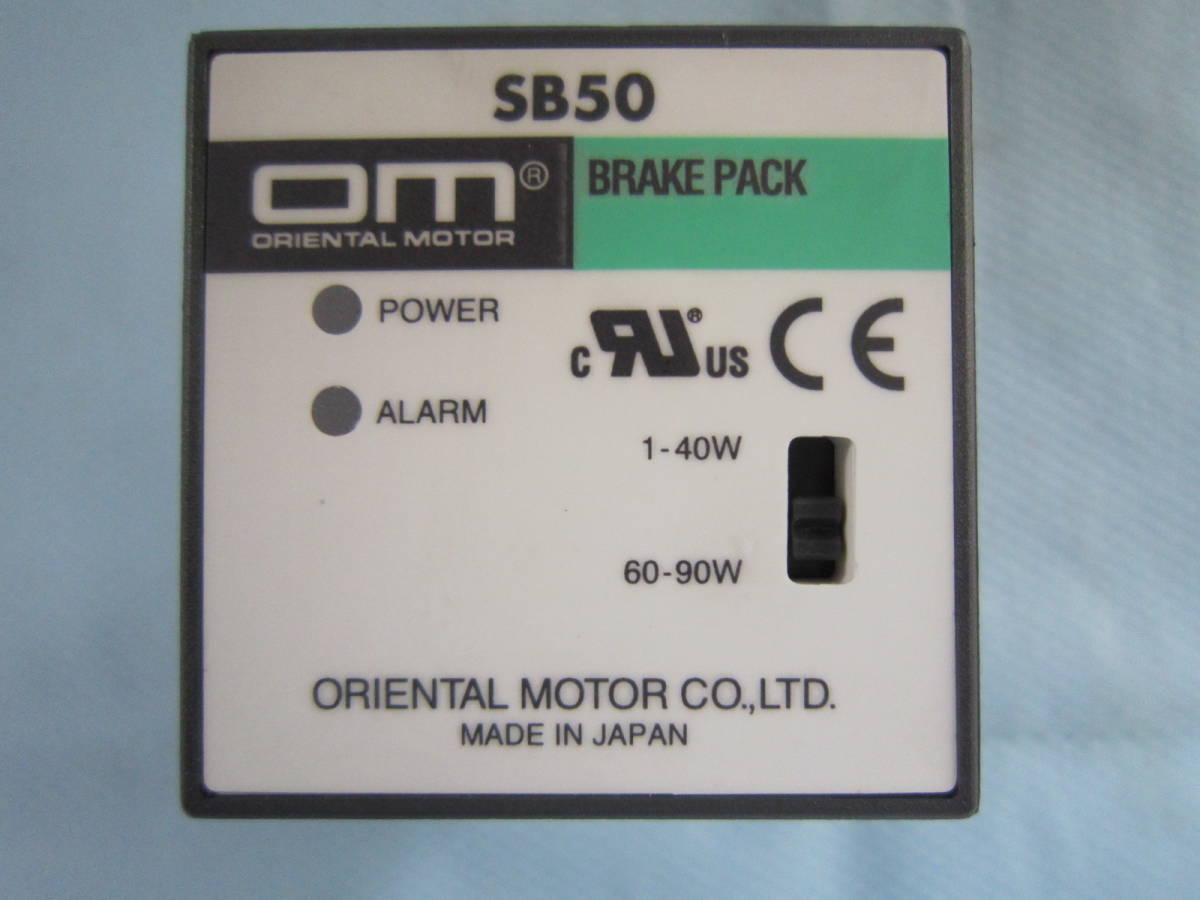 SB50
OM®
ORIENTAL MOTOR
BRAKE PACK
POWER
C RU® US CE
ALARM
1-40W
60-90W
ORIENTAL MOTOR CO.,LTD.
MADE IN JAPAN